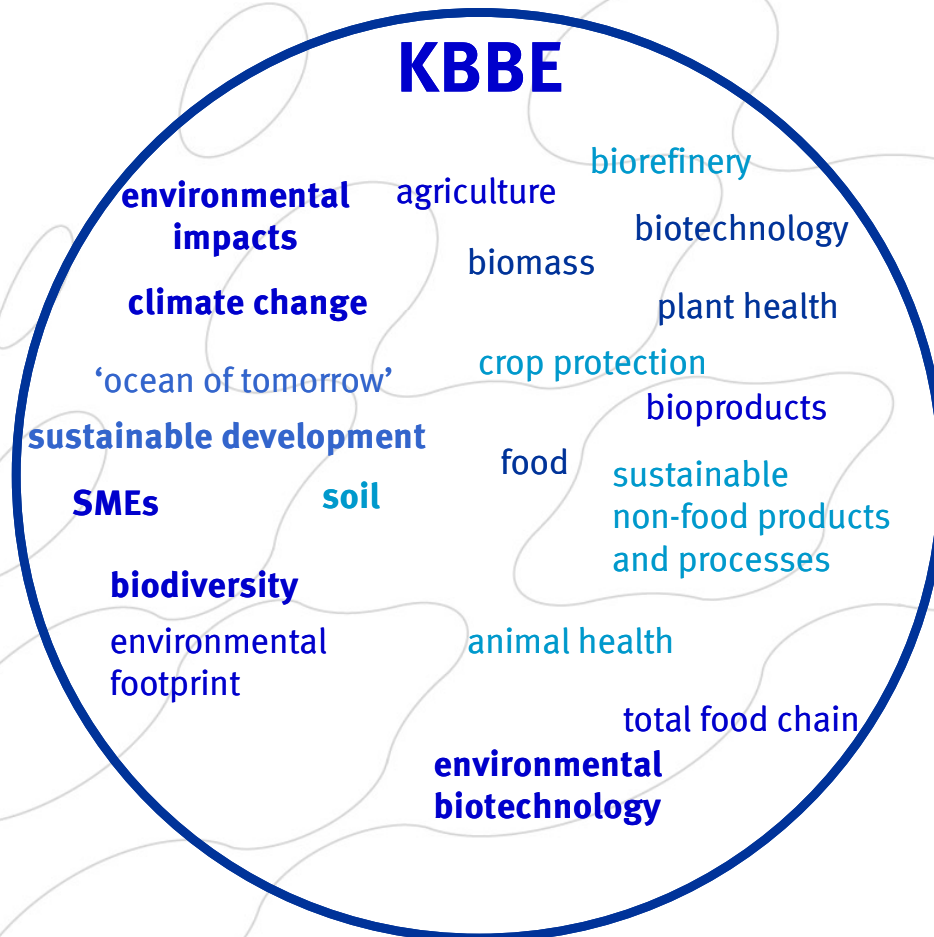 KBBE
biorefinery
environmental
impacts
agriculture
biotechnology
biomass
climate change
plant health
crop protection
‘ocean of tomorrow’
bioproducts
sustainable development
food
sustainable
non-food products
and processes
SMEs
soil
biodiversity
environmental
footprint
animal health
total food chain
environmental
biotechnology